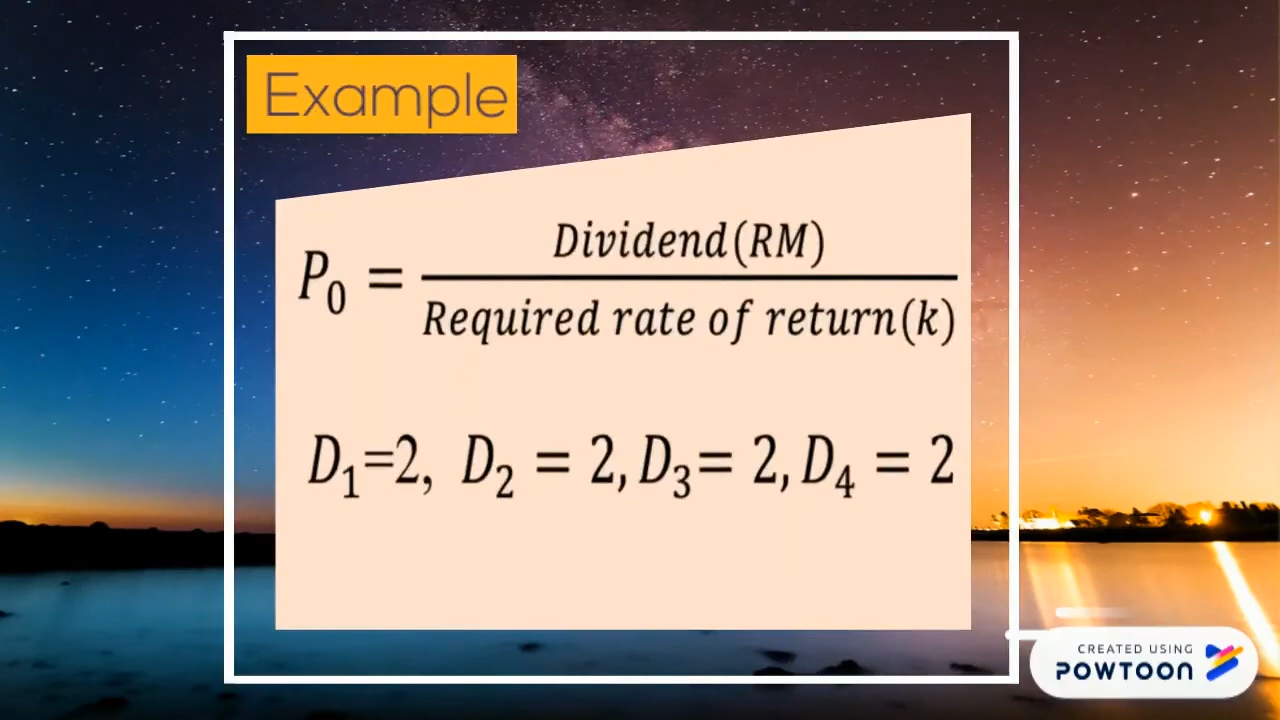 Example
P₀ = Dividend(RM) / Required rate of return(k)
D₁=2, D₂ = 2, D₃= 2, D₄ = 2
CREATED USING
POWTOON